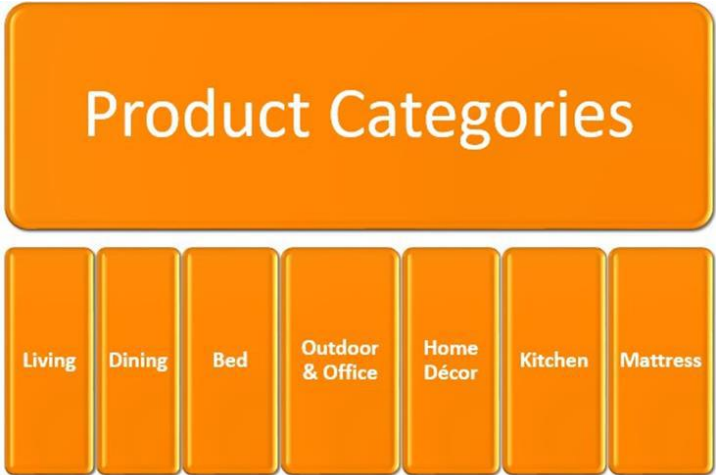 Product Categories
Living
Dining
Bed
Outdoor
& Office
Home
Décor
Kitchen
Mattress